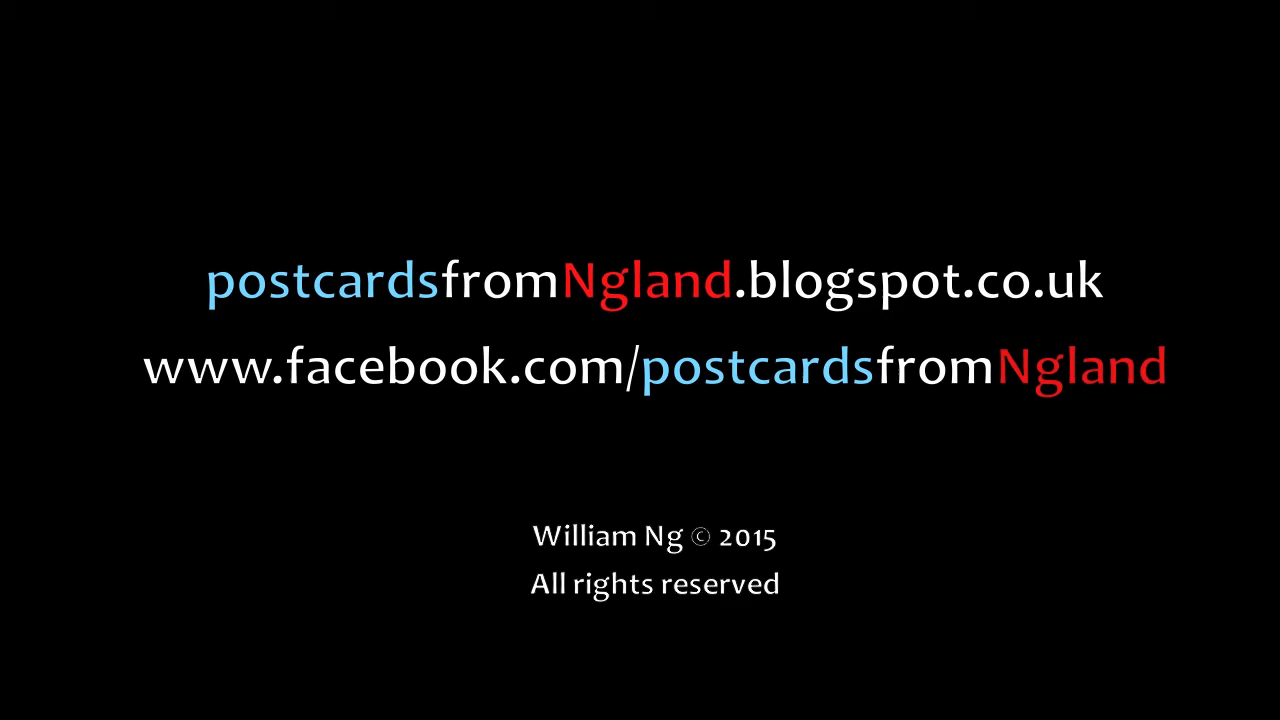 postcardsfromNgland.blogspot.co.uk
www.facebook.com/postcardsfromNgland
William Ng © 2015
All rights reserved